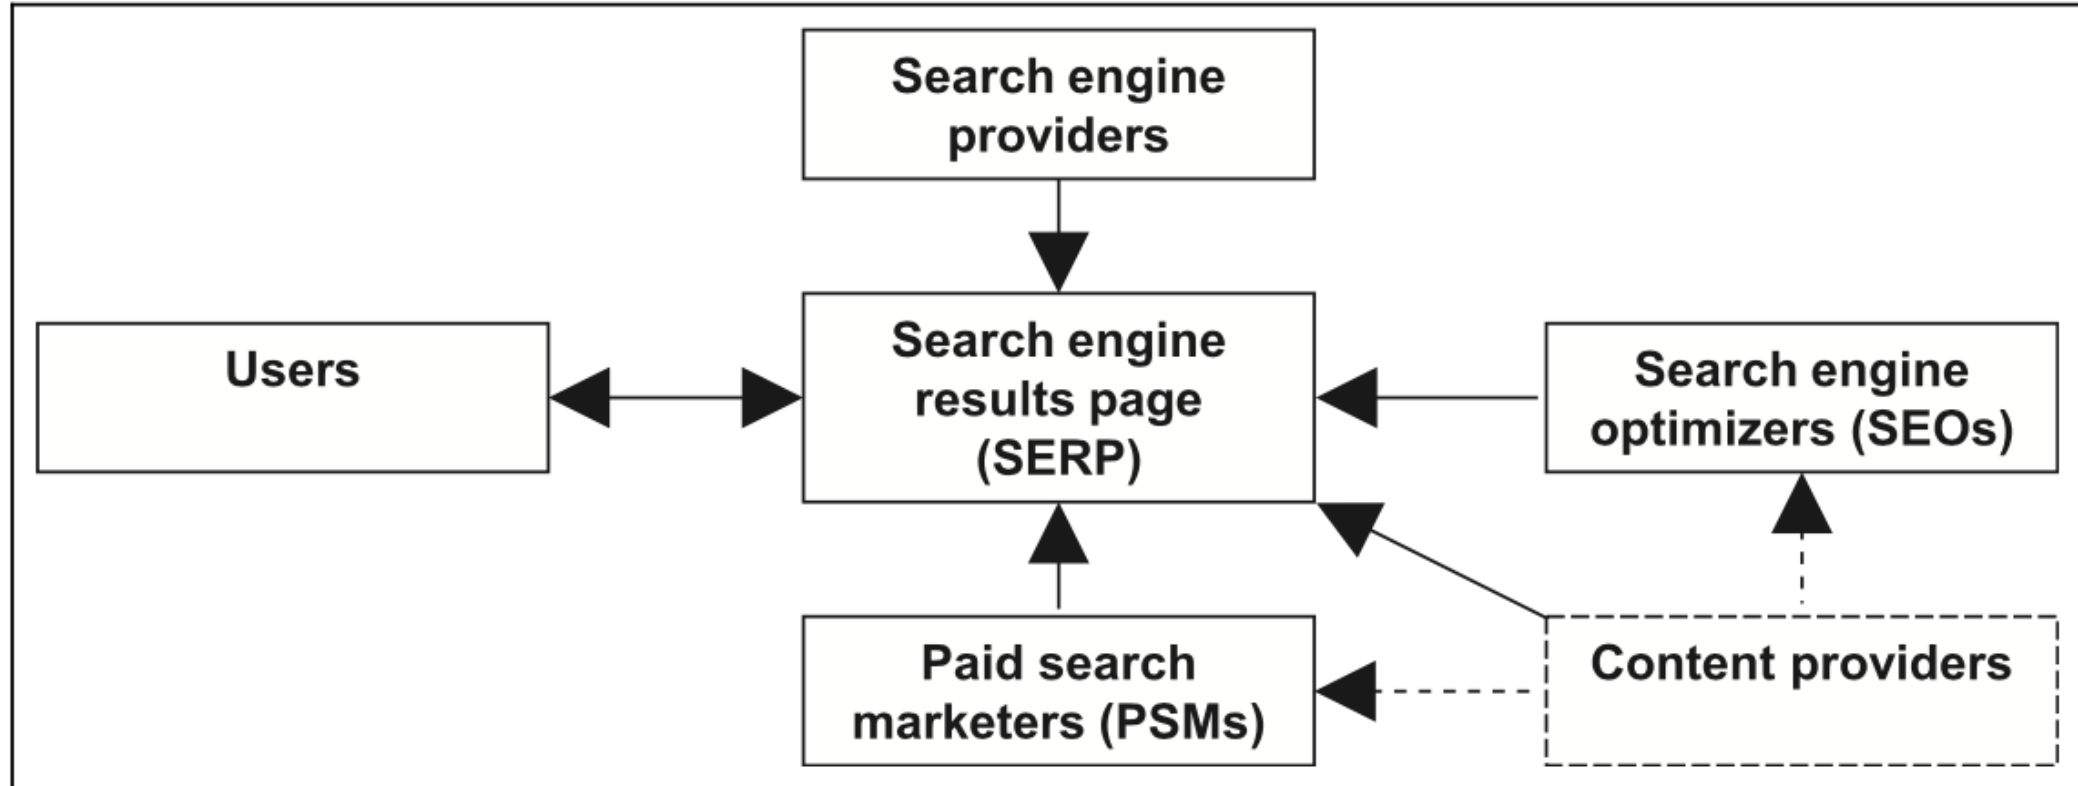 Search engine
providers
Users
Search engine
results page
(SERP)
Search engine
optimizers (SEOs)
Paid search
marketers (PSMs)
Content providers